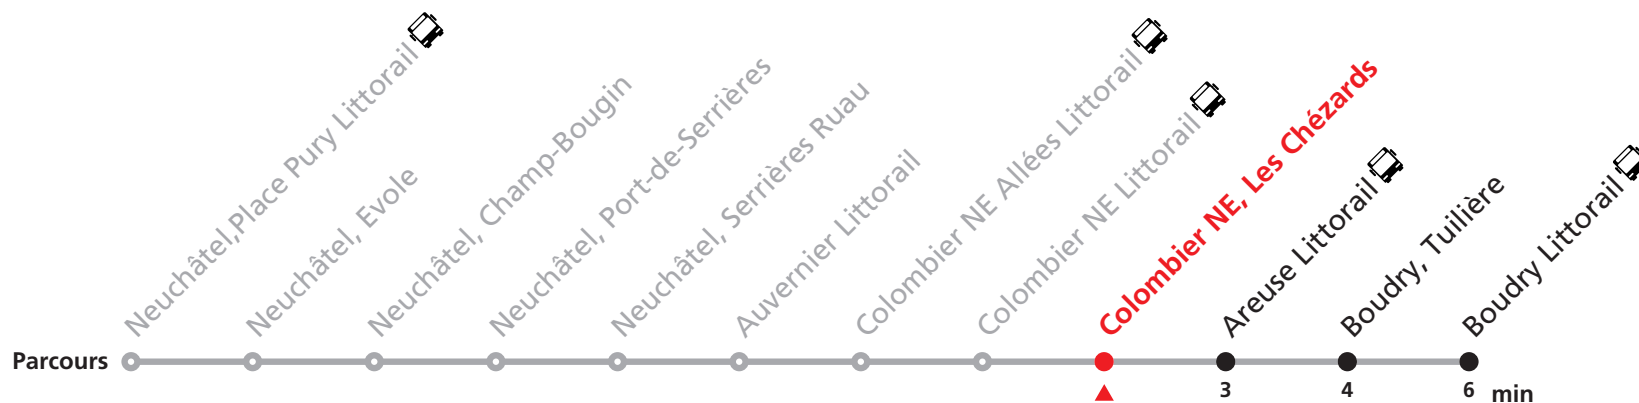 Neuchâtel,Place Pury Littorail
Neuchâtel, Evole
Neuchâtel, Champ-Bougin
Neuchâtel, Port-de-Serrières
Neuchâtel, Serrières Ruau
Auvernier Littorail
Colombier NE Allées Littorail
Colombier NE Littorail
Colombier NE, Les Chézards
Areuse Littorail
Boudry, Tuilière
Boudry Littorail
Parcours
3 4 6 min